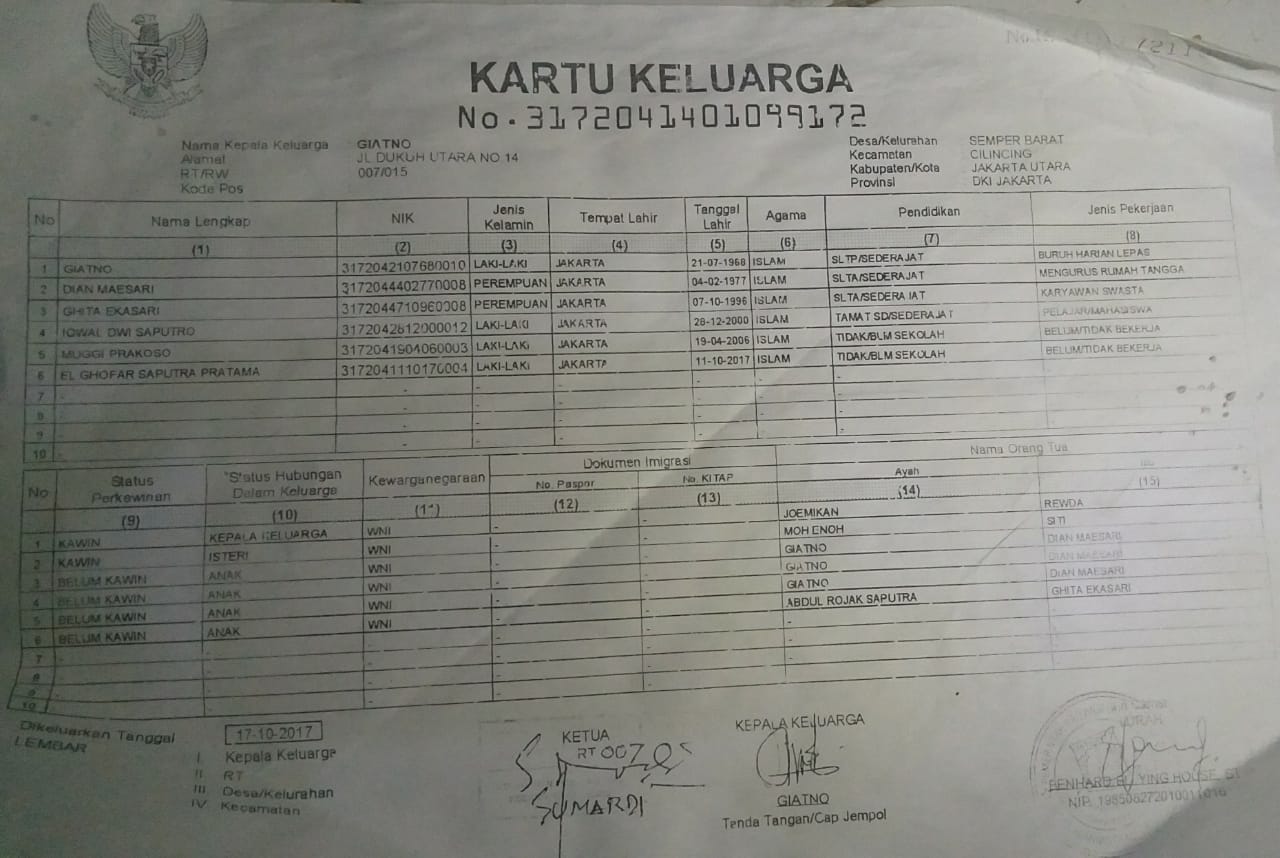 KARTU KELUARGA
No. 3172041401099172
Nama Kepala Keluarga GIATNO
Alamat JL DUKUH UTARA NO 14
RT/RW 007/015
Kode Pos
Desa/Kelurahan SEMPER BARAT
Kecamatan CILINCING
Kabupaten/Kota JAKARTA UTARA
Provinsi DKI JAKARTA
No Nama Lengkap NIK Jenis Kelamin Tempat Lahir Tanggal Lahir Agama Pendidikan Jenis Pekerjaan
(1) (2) (3) (4) (5) (6) (7) (8)
1 GIATNO 3172042107680010 LAKI-LAKI JAKARTA 21-07-1968 ISLAM SLTP/SEDERAJAT BURUH HARIAN LEPAS
2 DIAN MAESARI 3172044402770008 PEREMPUAN JAKARTA 04-02-1977 ISLAM SLTA/SEDERAJAT MENGURUS RUMAH TANGGA
3 GHITA EKASARI 3172044710960008 PEREMPUAN JAKARTA 07-10-1996 ISLAM SLTA/SEDERAJAT KARYAWAN SWASTA
4 IQWAL DWI SAPUTRO 3172042812000012 LAKI-LAKI JAKARTA 28-12-2000 ISLAM TAMAT SD/SEDERAJAT PELAJAR/MAHASISWA
5 MUGGI PRAKOSO 3172041904060003 LAKI-LAKI JAKARTA 19-04-2006 ISLAM TIDAK/BLM SEKOLAH BELUM/TIDAK BEKERJA
6 EL GHOFAR SAPUTRA PRATAMA 3172041110170004 LAKI-LAKI JAKARTA 11-10-2017 ISLAM TIDAK/BLM SEKOLAH BELUM/TIDAK BEKERJA
7 - - - - - - - -
8 - - - - - - - -
9 - - - - - - - -
10 - - - - - - - -
No Status Perkawinan Status Hubungan Dalam Keluarga Kewarganegaraan Dokumen Imigrasi Nama Orang Tua
No. Paspor No. KITAP Ayah Ibu
(9) (10) (11) (12) (13) (14) (15)
1 KAWIN KEPALA KELUARGA WNI - - JOEMIKAN REWDA
2 KAWIN ISTERI WNI - - MOH ENOH SITI
3 BELUM KAWIN ANAK WNI - - GIATNO DIAN MAESARI
4 BELUM KAWIN ANAK WNI - - GIATNO DIAN MAESARI
5 BELUM KAWIN ANAK WNI - - GIATNO DIAN MAESARI
6 BELUM KAWIN ANAK WNI - - ABDUL ROJAK SAPUTRA GHITA EKASARI
7 - - - - - - -
8 - - - - - - -
9 - - - - - - -
10 - - - - - - -
Dikeluarkan Tanggal 17-10-2017
LEMBAR
I Kepala Keluarga
II RT
III Desa/Kelurahan
IV Kecamatan
KETUA
RT 007
SUMARDI
KEPALA KELUARGA
GIATNO
Tenda Tangan/Cap Jempol
LURAH